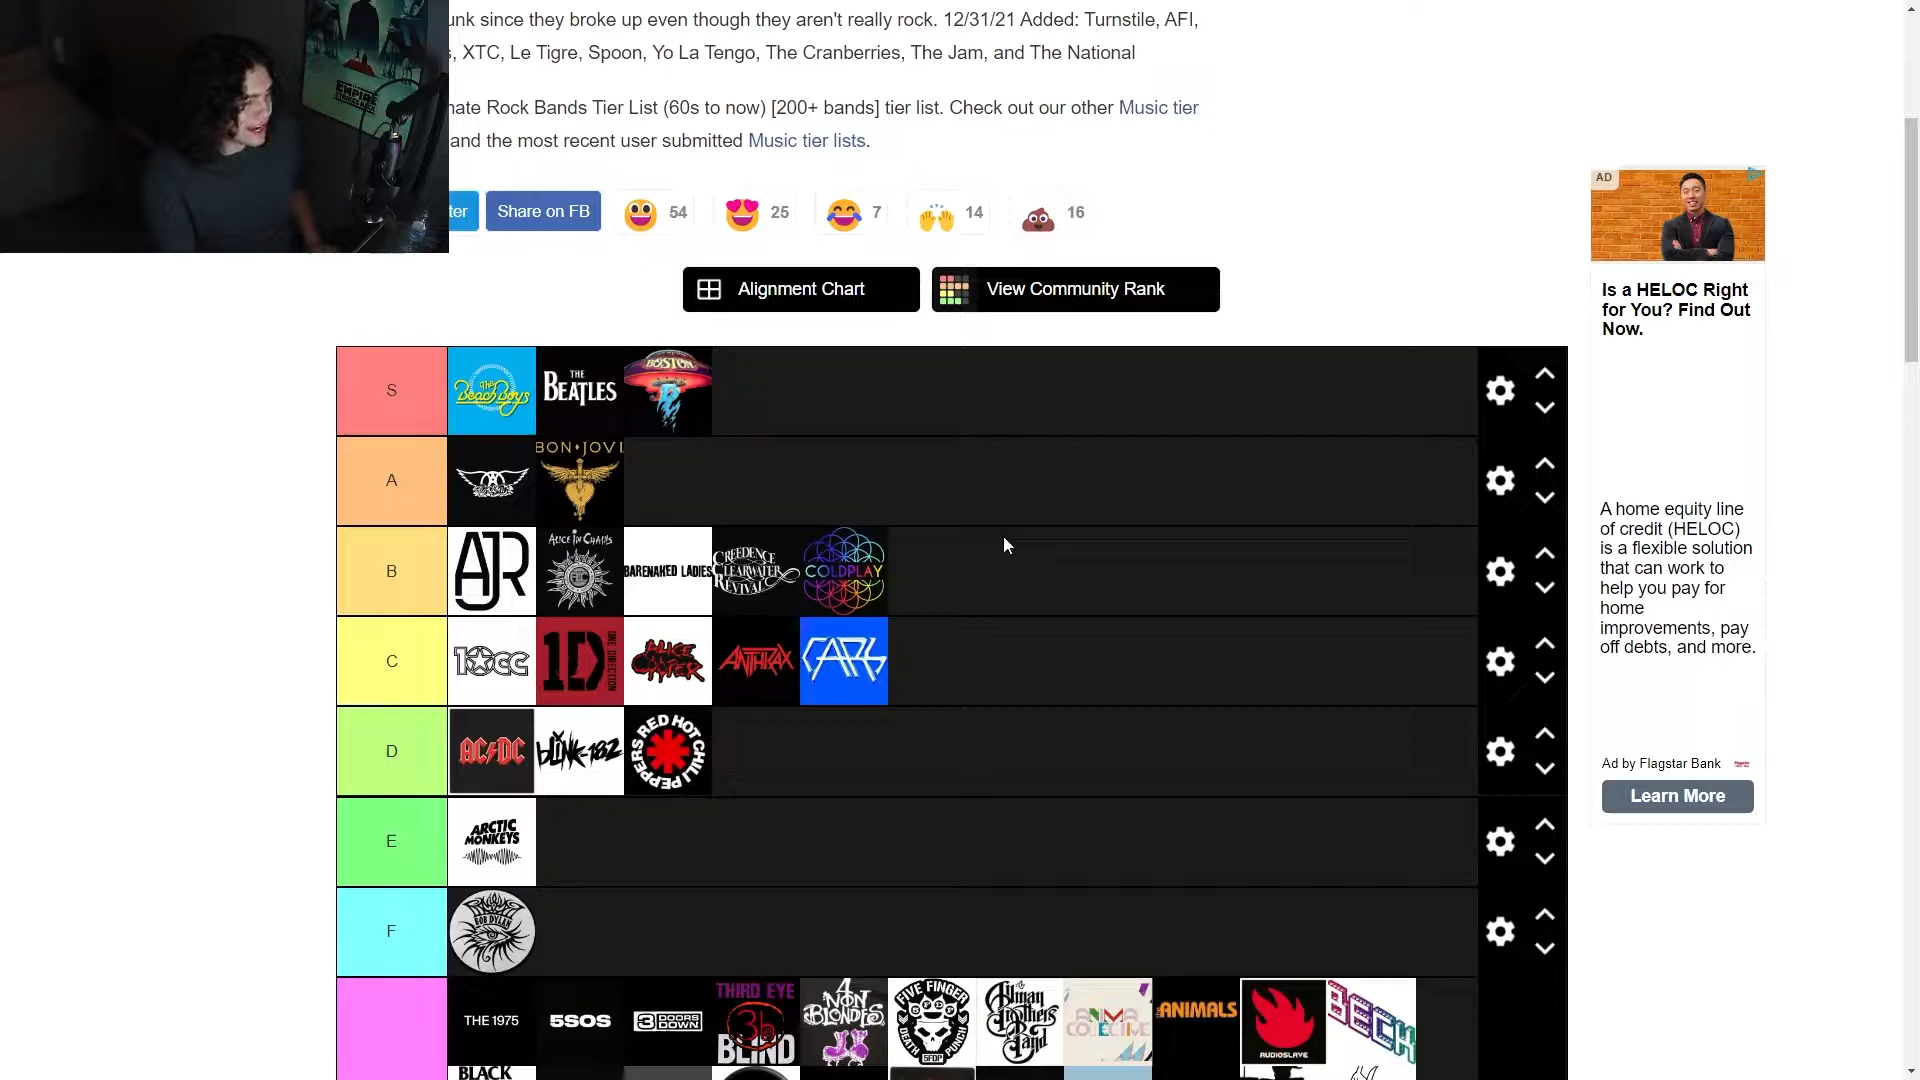 unk since they broke up even though they aren't really rock. 12/31/21 Added: Turnstile, AFI,
s, XTC, Le Tigre, Spoon, Yo La Tengo, The Cranberries, The Jam, and The National
nate Rock Bands Tier List (60s to now) [200+ bands] tier list. Check out our other Music tier
and the most recent user submitted Music tier lists.
EMPIRE
STRIKES BACK
ter
Share on FB
54
25
7
14
16
Alignment Chart
View Community Rank
AD
Is a HELOC Right
for You? Find Out
Now.
A home equity line
of credit (HELOC)
is a flexible solution
that can work to
help you pay for
home
improvements, pay
off debts, and more.
Ad by Flagstar Bank
Learn More
S
The Beach Boys
THE BEATLES
BOSTON
A
AEROSMITH
BON JOVI
B
AJR
ALICE IN CHAINS
BARENAKED LADIES
CREEDENCE CLEARWATER REVIVAL
COLDPLAY
C
10CC
1D ONE DIRECTION
ALICE COOPER
ANTHRAX
CARS
D
AC/DC
blink-182
RED HOT CHILI PEPPERS
E
ARCTIC MONKEYS
F
BOB DYLAN
THE 1975
5SOS
3 DOORS DOWN
THIRD EYE 3b BLIND
4 NON BLONDES
FIVE FINGER DEATH PUNCH 5FDP
Allman Brothers Band
ANIMAL COLLECTIVE
ANIMALS
AUDIOSLAVE
BECK
BLACK